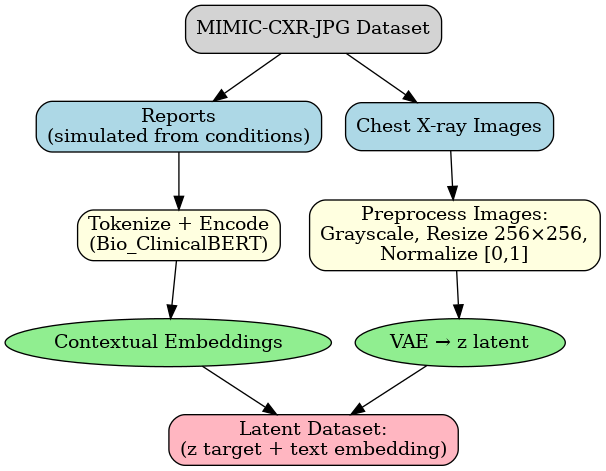 MIMIC-CXR-JPG Dataset
Reports
(simulated from conditions)
Chest X-ray Images
Tokenize + Encode
(Bio_ClinicalBERT)
Preprocess Images:
Grayscale, Resize 256×256,
Normalize [0,1]
Contextual Embeddings
VAE → z latent
Latent Dataset:
(z target + text embedding)